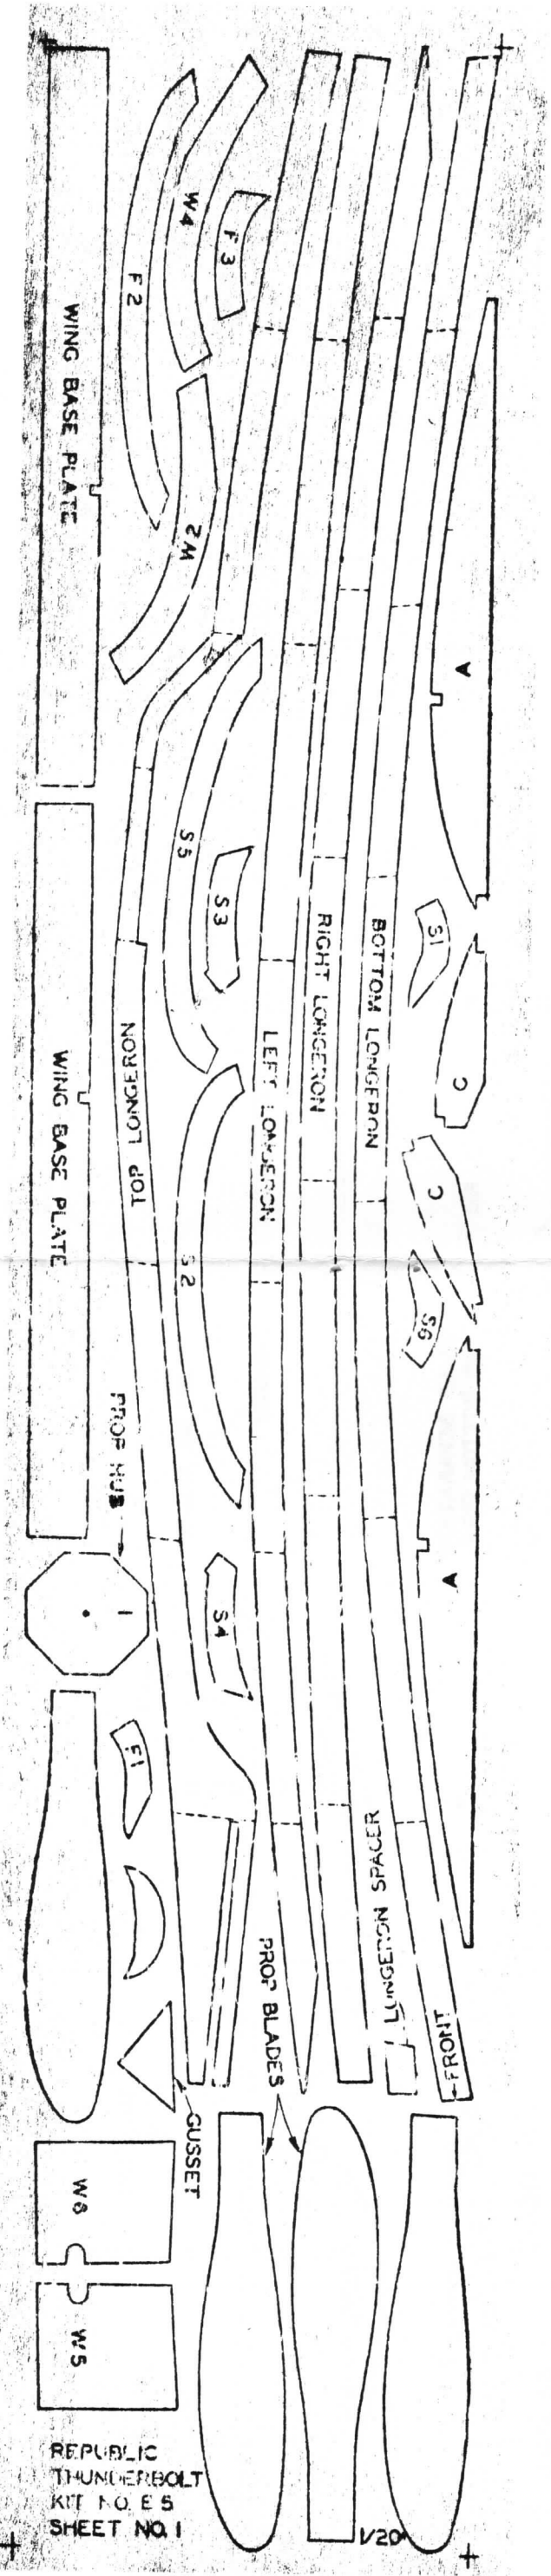 W4
F3
F2
WING BASE PLATE
W2
A
S5
S3
S1
RIGHT LONGERON
BOTTOM LONGERON
LEFT LONGERON
TOP LONGERON
C
WING BASE PLATE
C
S2
S6
PROP HUB
1
A
S4
F1
LONGERON SPACER
PROP BLADES
FRONT
GUSSET
W6
W5
REPUBLIC
THUNDERBOLT
KIT NO. E 5
SHEET NO. 1
1/20